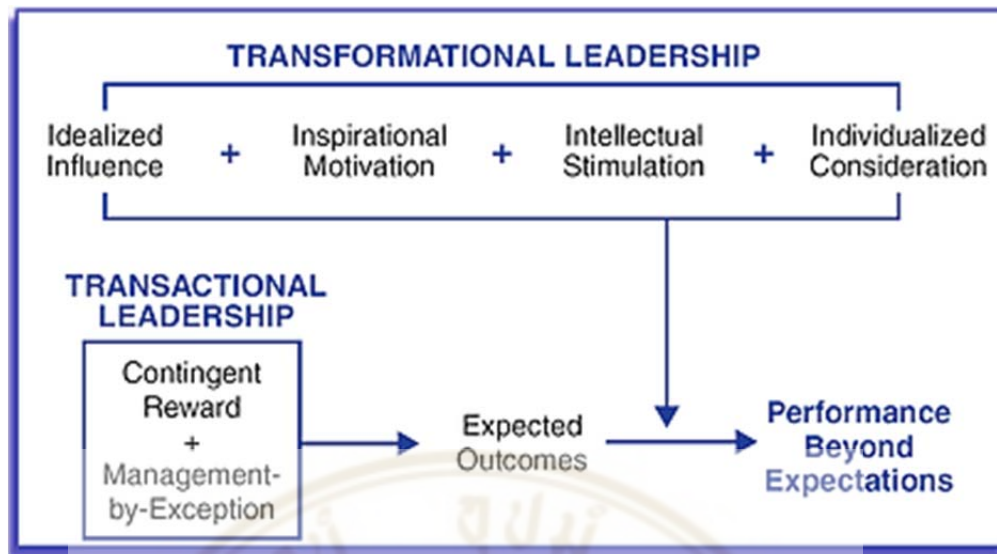 TRANSFORMATIONAL LEADERSHIP
Idealized
Influence
+
Inspirational
Motivation
+
Intellectual
Stimulation
+
Individualized
Consideration
TRANSACTIONAL
LEADERSHIP
Contingent
Reward
+
Management-
by-Exception
Expected
Outcomes
Performance
Beyond
Expectations